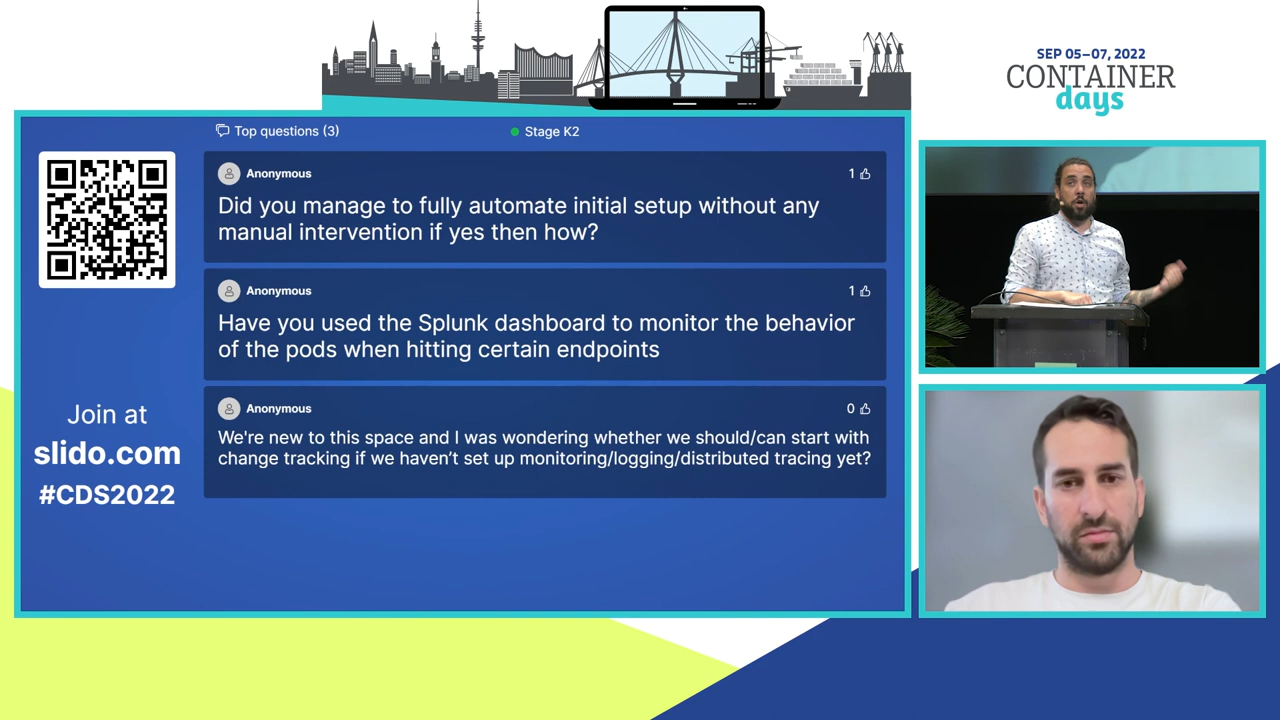 SEP 05–07, 2022
CONTAINER
days
Top questions (3)
Stage K2
Anonymous
1
Did you manage to fully automate initial setup without any
manual intervention if yes then how?
Anonymous
1
Have you used the Splunk dashboard to monitor the behavior
of the pods when hitting certain endpoints
Anonymous
0
We're new to this space and I was wondering whether we should/can start with
change tracking if we haven’t set up monitoring/logging/distributed tracing yet?
Join at
slido.com
#CDS2022